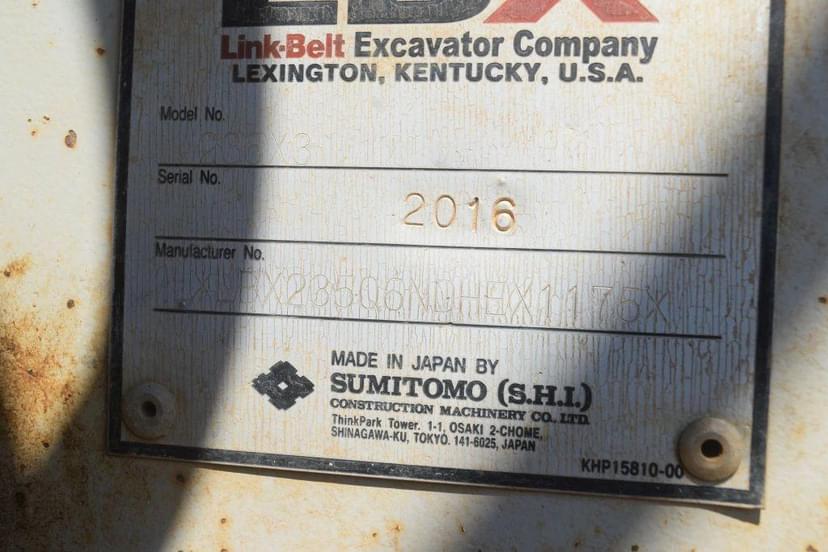 LBX
Link-Belt Excavator Company
LEXINGTON, KENTUCKY, U.S.A.
Model No.
Serial No.
2016
Manufacturer No.
MADE IN JAPAN BY
SUMITOMO (S.H.I.)
CONSTRUCTION MACHINERY CO., LTD.
ThinkPark Tower. 1-1, OSAKI 2-CHOME,
SHINAGAWA-KU, TOKYO. 141-6025, JAPAN
KHP15810-00